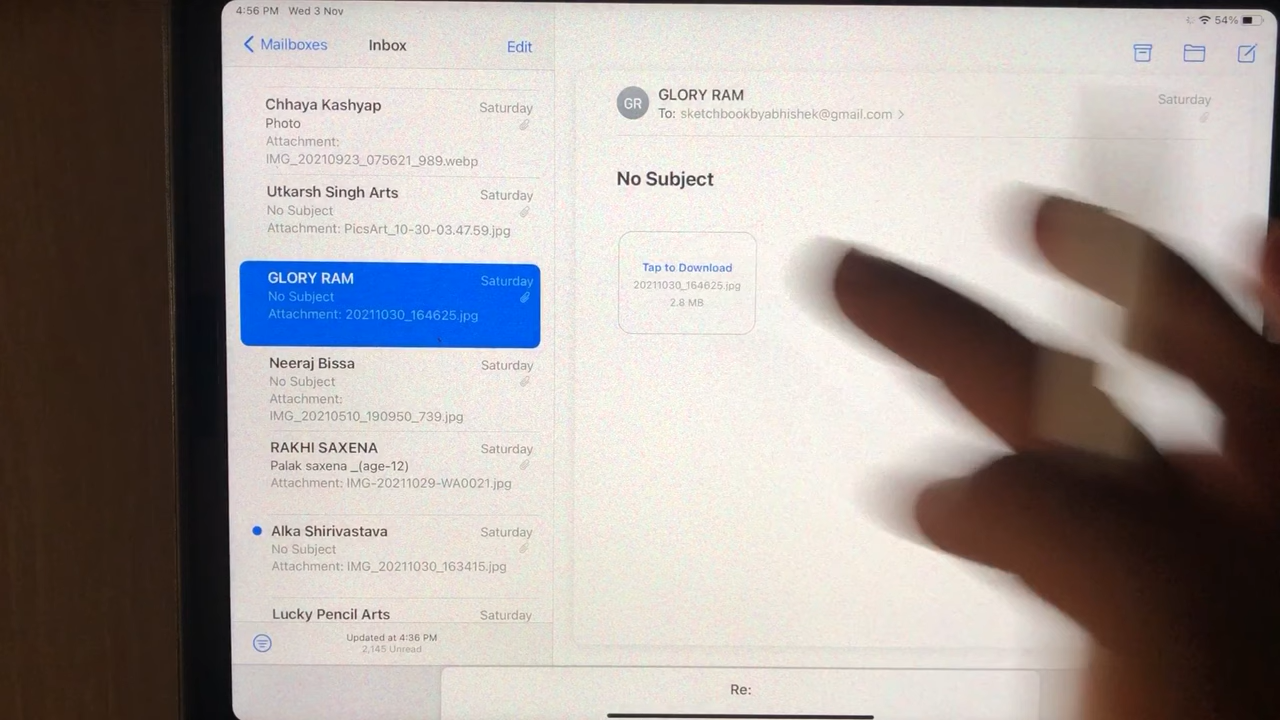 4:56 PM Wed 3 Nov
54%
Mailboxes
Inbox
Edit
Chhaya Kashyap
Saturday
Photo
Attachment:
IMG_20210923_075621_989.webp
Utkarsh Singh Arts
Saturday
No Subject
Attachment: PicsArt_10-30-03.47.59.jpg
GLORY RAM
Saturday
No Subject
Attachment: 20211030_164625.jpg
Neeraj Bissa
Saturday
No Subject
Attachment:
IMG_20210510_190950_739.jpg
RAKHI SAXENA
Saturday
Palak saxena _(age-12)
Attachment: IMG-20211029-WA0021.jpg
Alka Shirivastava
Saturday
No Subject
Attachment: IMG_20211030_163415.jpg
Lucky Pencil Arts
Saturday
Updated at 4:36 PM
2,145 Unread
GR
GLORY RAM
Saturday
To: sketchbookbyabhishek@gmail.com
No Subject
Tap to Download
20211030_164625.jpg
2.8 MB
Re: